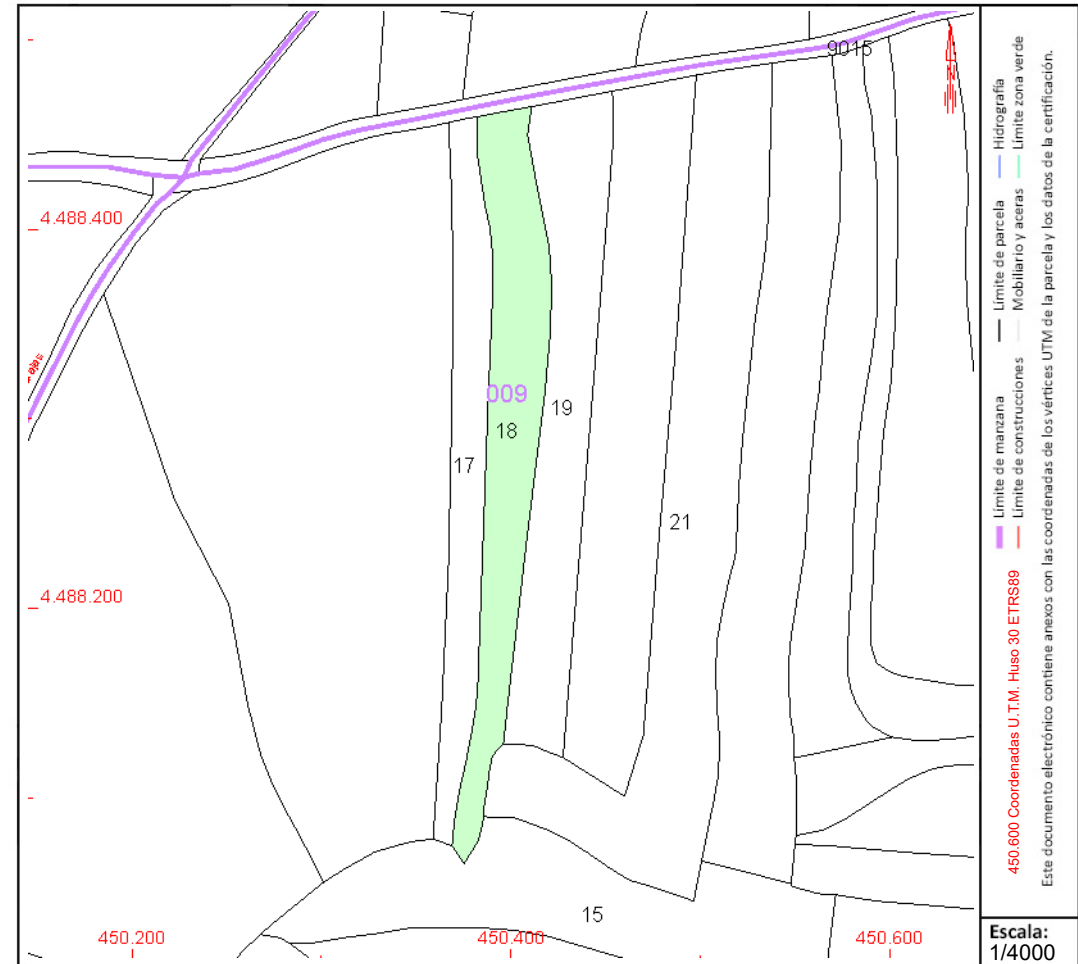 9015
4.488.400
009
19
18
17
21
4.488.200
15
450.200
450.400
450.600
Límite de manzana
Límite de parcela
Hidrografía
Límite de construcciones
Mobiliario y aceras
Límite zona verde
450.600 Coordenadas U.T.M. Huso 30 ETRS89
Este documento electrónico contiene anexos con las coordenadas de los vértices UTM de la parcela y los datos de la certificación.
Escala:
1/4000